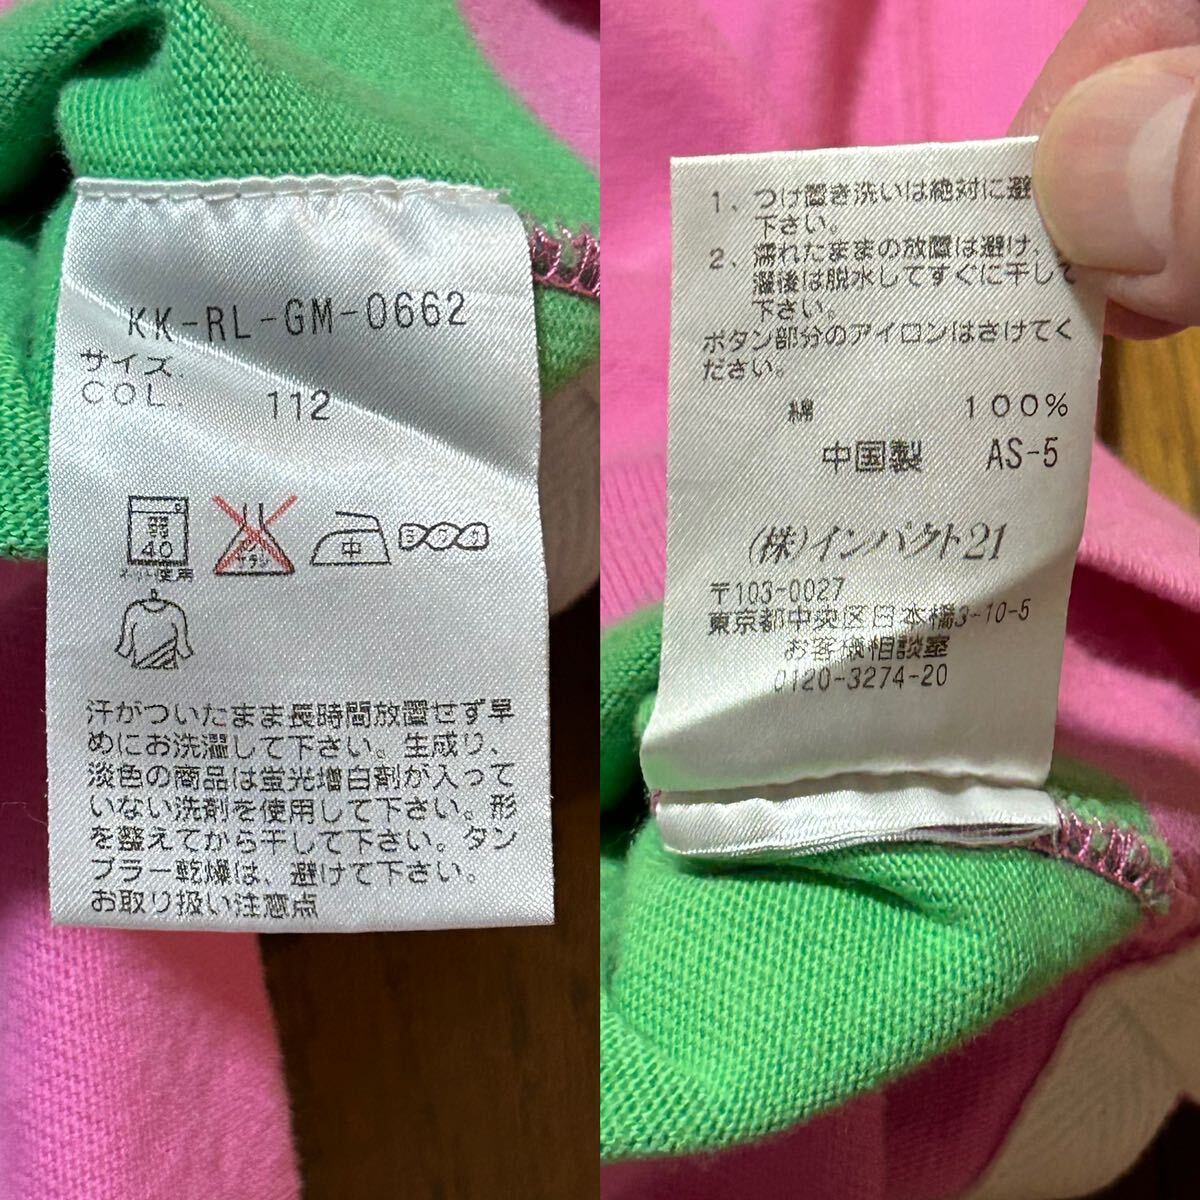 KK-RL-GM-0662
サイズ.
COL. 112
弱
40
ネット使用
エンソ
サラシ
中
ヨワク
汗がついたまま長時間放置せず早
めにお洗濯して下さい。生成り、
淡色の商品は蛍光増白剤が入って
いない洗剤を使用して下さい。形
を整えてから干して下さい。タン
ブラー乾燥は、避けて下さい。
お取り扱い注意点
1、つけ置き洗いは絶対に避
下さい。
2、濡れたままの放置は避け、
濯後は脱水してすぐに干して
下さい。
ボタン部分のアイロンはさけてく
ださい。
綿 100%
中国製 AS-5
(株)インパクト21
〒103-0027
東京都中央区日本橋3-10-5
お客様相談室
0120-3274-20